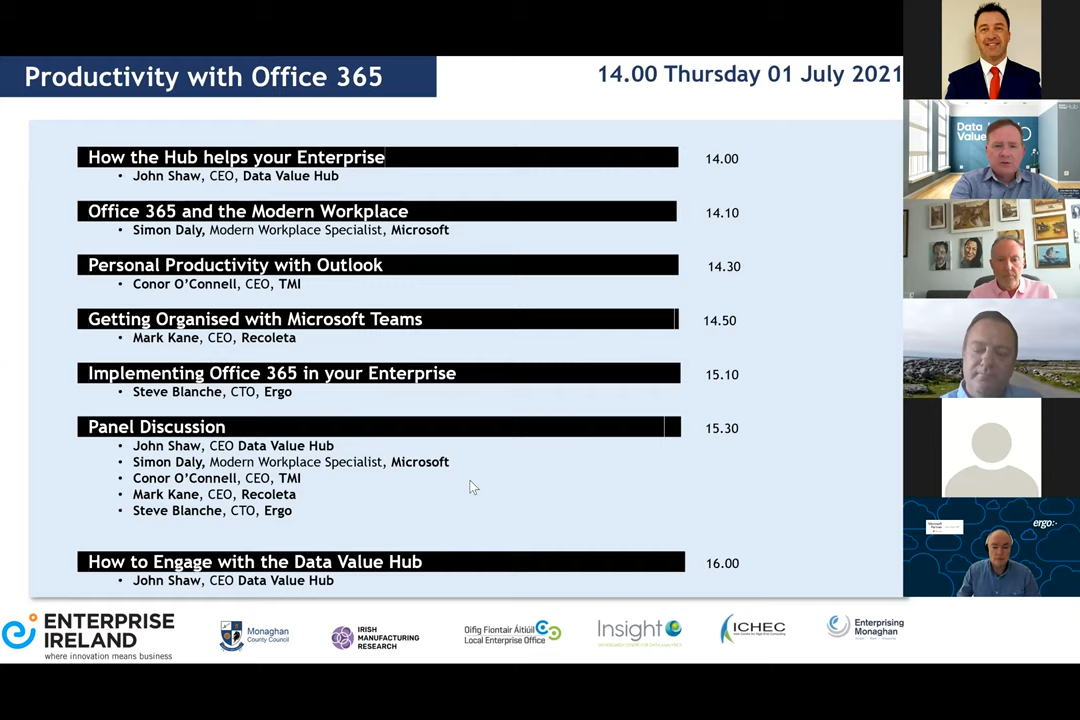 Productivity with Office 365
14.00 Thursday 01 July 2021
How the Hub helps your Enterprise 14.00
• John Shaw, CEO, Data Value Hub
Office 365 and the Modern Workplace 14.10
• Simon Daly, Modern Workplace Specialist, Microsoft
Personal Productivity with Outlook 14.30
• Conor O’Connell, CEO, TMI
Getting Organised with Microsoft Teams 14.50
• Mark Kane, CEO, Recoleta
Implementing Office 365 in your Enterprise 15.10
• Steve Blanche, CTO, Ergo
Panel Discussion 15.30
• John Shaw, CEO Data Value Hub
• Simon Daly, Modern Workplace Specialist, Microsoft
• Conor O’Connell, CEO, TMI
• Mark Kane, CEO, Recoleta
• Steve Blanche, CTO, Ergo
How to Engage with the Data Value Hub 16.00
• John Shaw, CEO Data Value Hub
ENTERPRISE
IRELAND
where innovation means business
Monaghan
County Council
IRISH
MANUFACTURING
RESEARCH
Oifig Fiontair Áitiúil
Local Enterprise Office
Insight
ICHEC
Enterprising
Monaghan
Data
Value
ergo: